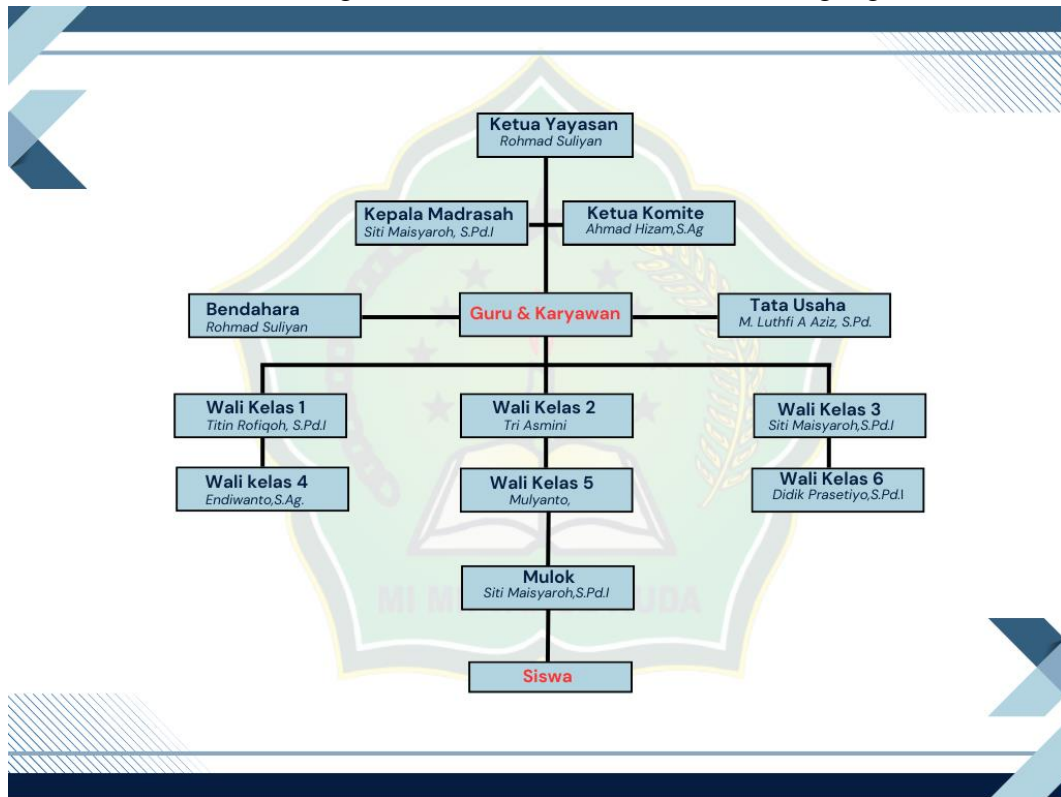 Ketua Yayasan
Rohmad Suliyan
Kepala Madrasah
Siti Maisyaroh, S.Pd.I
Ketua Komite
Ahmad Hizam,S.Ag
Bendahara
Rohmad Suliyan
Guru & Karyawan
Tata Usaha
M. Luthfi A Aziz, S.Pd.
Wali Kelas 1
Titin Rofiqoh, S.Pd.I
Wali Kelas 2
Tri Asmini
Wali Kelas 3
Siti Maisyaroh,S.Pd.I
Wali kelas 4
Endiwanto,S.Ag.
Wali Kelas 5
Mulyanto,
Wali Kelas 6
Didik Prasetiyo,S.Pd.I
Mulok
Siti Maisyaroh,S.Pd.I
MI
Siswa